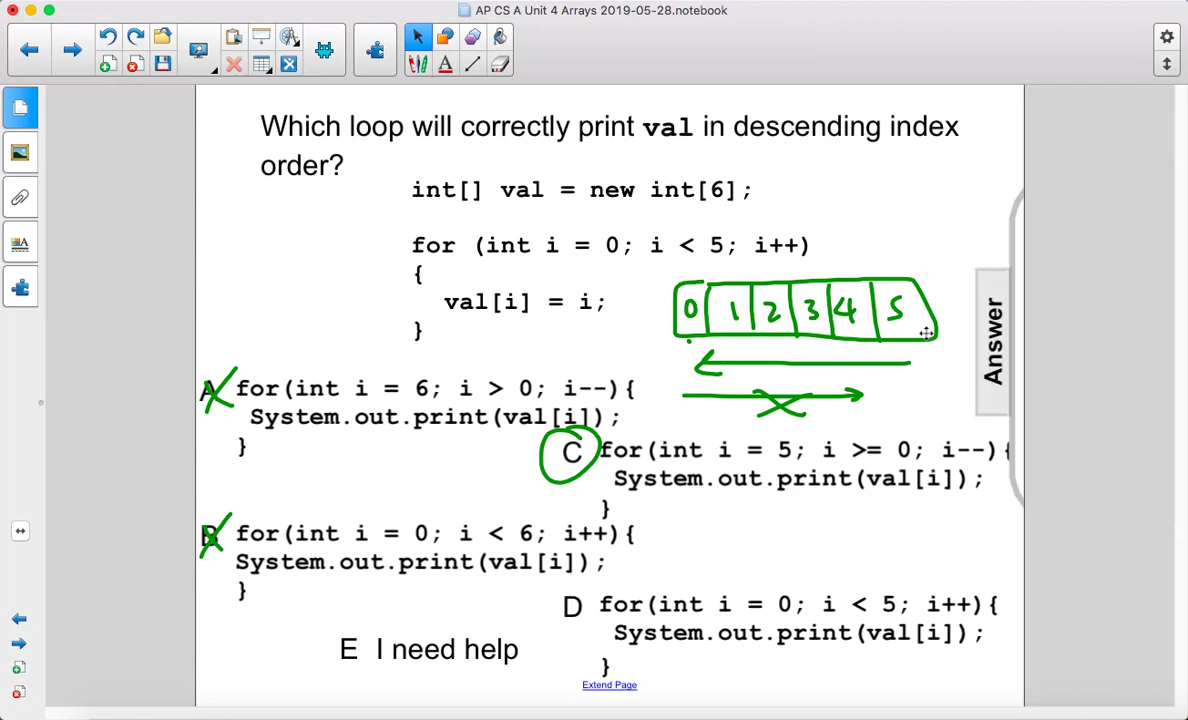 AP CS A Unit 4 Arrays 2019-05-28.notebook
Which loop will correctly print val in descending index
order?
int[] val = new int[6];
for (int i = 0; i < 5; i++)
{
val[i] = i;
}
0 1 2 3 4 5
Answer
A for(int i = 6; i > 0; i--){
System.out.print(val[i]);
}
C for(int i = 5; i >= 0; i--){
System.out.print(val[i]);
}
B for(int i = 0; i < 6; i++){
System.out.print(val[i]);
}
D for(int i = 0; i < 5; i++){
System.out.print(val[i]);
}
E I need help
Extend Page